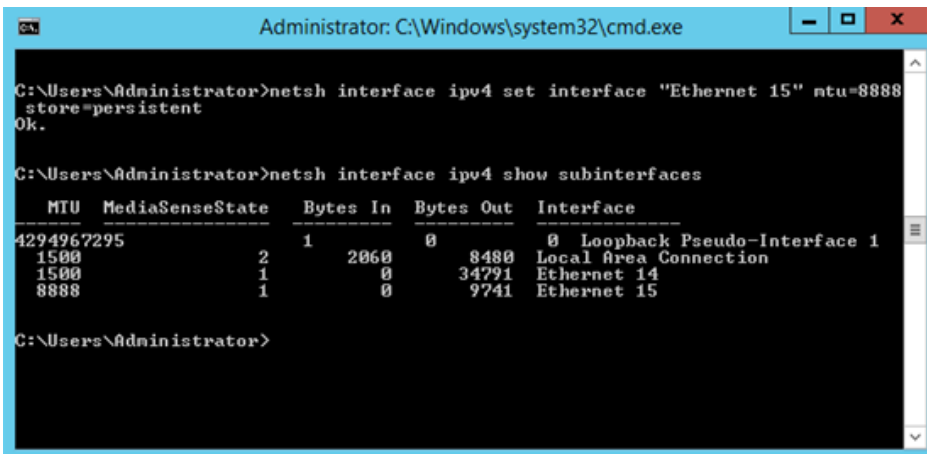 Administrator: C:\Windows\system32\cmd.exe
C:\Users\Administrator>netsh interface ipv4 set interface "Ethernet 15" mtu=8888
 store=persistent
Ok.
C:\Users\Administrator>netsh interface ipv4 show subinterfaces
MTU MediaSenseState Bytes In Bytes Out Interface
------ --------------- --------- --------- -------------
4294967295 1 0 0 Loopback Pseudo-Interface 1
1500 2 2060 8480 Local Area Connection
1500 1 0 34791 Ethernet 14
8888 1 0 9741 Ethernet 15
C:\Users\Administrator>